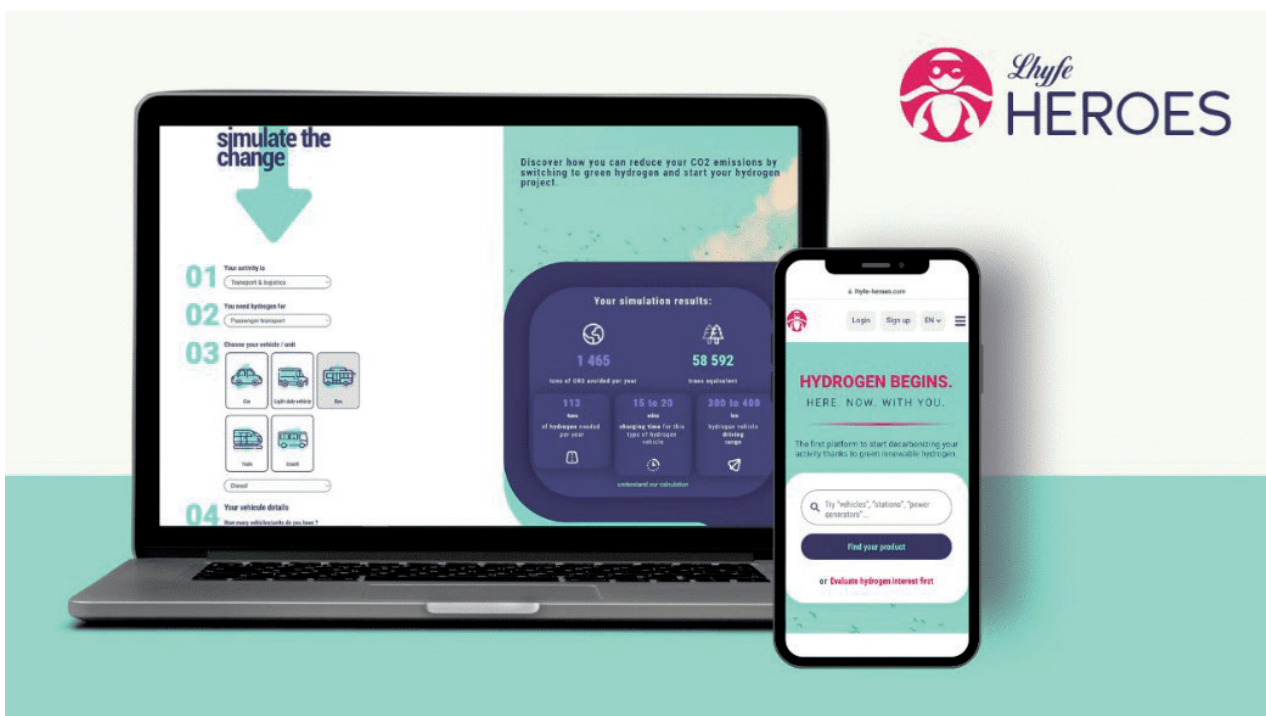 Lhyfe
HEROES
simulate the
change
01
Your activity is
Transport & logistics
02
You need hydrogen for
Passenger transport
03
Choose your vehicle / unit
Car
Light duty vehicle
Bus
Train
Coach
Diesel
04
Your vehicule details
How many vehicles/units do you have ?
Discover how you can reduce your CO2 emissions by
switching to green hydrogen and start your hydrogen
project.
Your simulation results:
1 465
tons of CO2 avoided per year
58 592
trees equivalent
113
tons
of hydrogen needed
per year
15 to 20
mins
charging time for this
type of hydrogen
vehicle
300 to 400
km
hydrogen vehicle
driving
range
understand our calculation
lhyfe-heroes.com
Login
Sign up
EN
HYDROGEN BEGINS.
HERE. NOW. WITH YOU.
The first platform to start decarbonizing your
activity thanks to green renewable hydrogen.
Try "vehicles", "stations", "power
generators"...
Find your product
or Evaluate hydrogen interest first